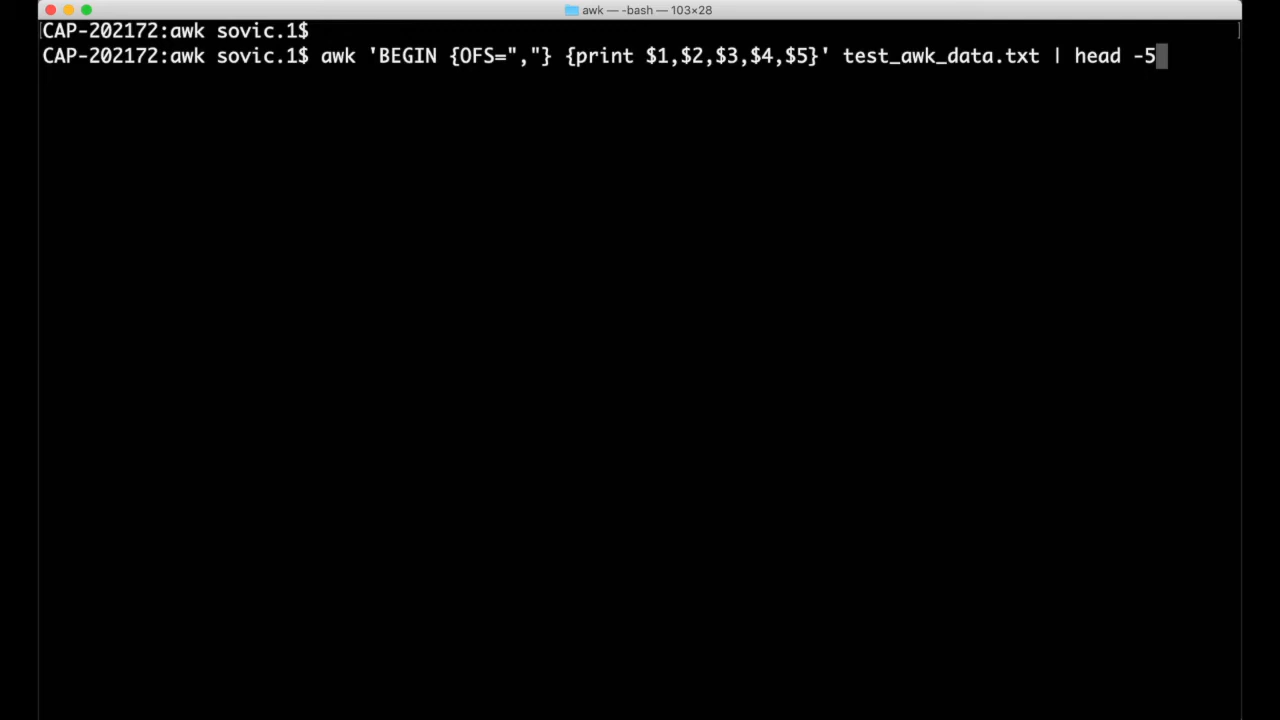 awk — -bash — 103×28
CAP-202172:awk sovic.1$
CAP-202172:awk sovic.1$ awk 'BEGIN {OFS=","} {print $1,$2,$3,$4,$5}' test_awk_data.txt | head -5